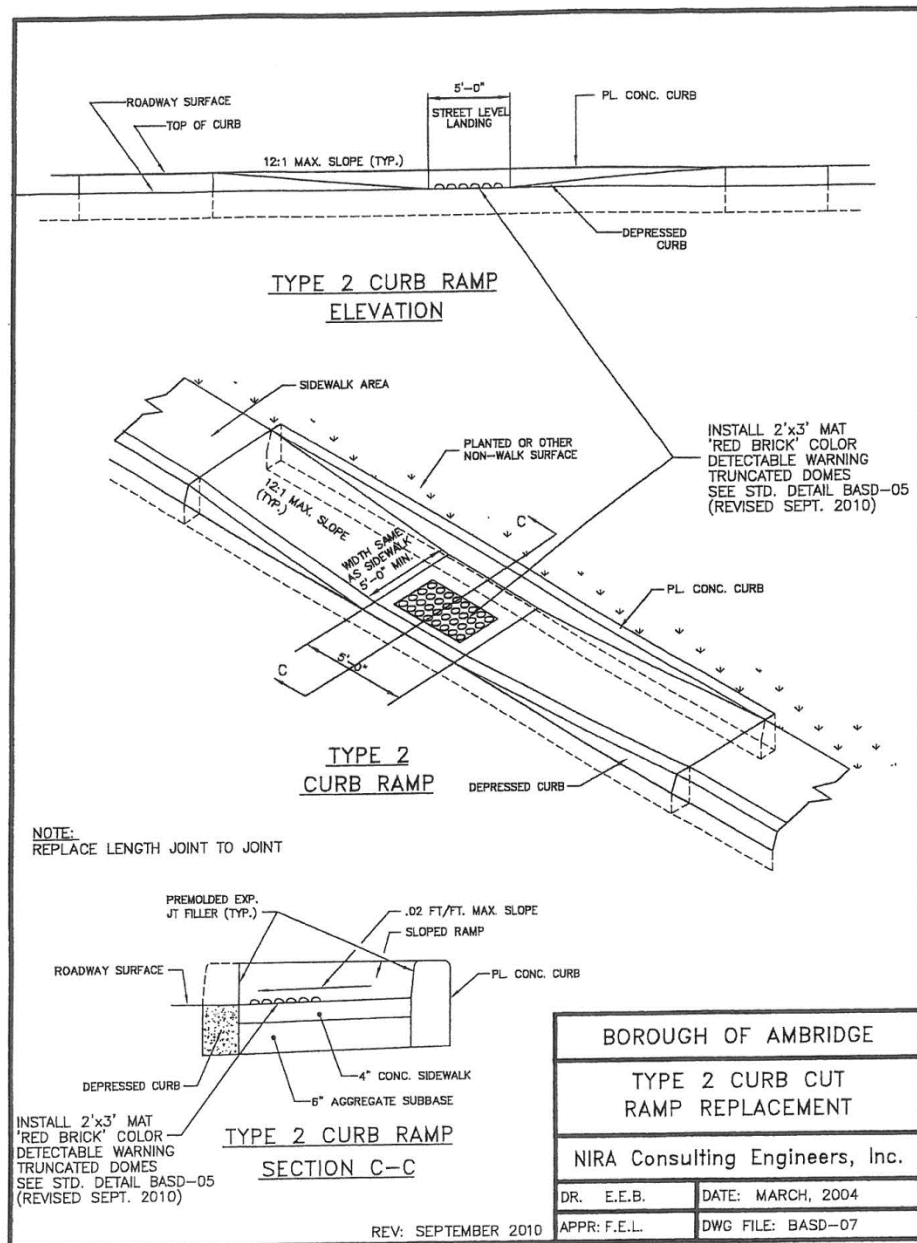 5'-0"
STREET LEVEL
LANDING
ROADWAY SURFACE
TOP OF CURB
PL. CONC. CURB
12:1 MAX. SLOPE (TYP.)
DEPRESSED
CURB
TYPE 2 CURB RAMP
ELEVATION
SIDEWALK AREA
PLANTED OR OTHER
NON-WALK SURFACE
INSTALL 2'x3' MAT
'RED BRICK' COLOR
DETECTABLE WARNING
TRUNCATED DOMES
SEE STD. DETAIL BASD-05
(REVISED SEPT. 2010)
12:1 MAX. SLOPE
(TYP.)
WIDTH SAME
AS SIDEWALK
5'-0" MIN.
C
PL. CONC. CURB
5'-0"
C
TYPE 2
CURB RAMP
DEPRESSED CURB
NOTE:
REPLACE LENGTH JOINT TO JOINT
PREMOLDED EXP.
JT FILLER (TYP.)
.02 FT/FT. MAX. SLOPE
SLOPED RAMP
ROADWAY SURFACE
PL. CONC. CURB
DEPRESSED CURB
4" CONC. SIDEWALK
6" AGGREGATE SUBBASE
INSTALL 2'x3' MAT
'RED BRICK' COLOR
DETECTABLE WARNING
TRUNCATED DOMES
SEE STD. DETAIL BASD-05
(REVISED SEPT. 2010)
TYPE 2 CURB RAMP
SECTION C-C
REV: SEPTEMBER 2010
BOROUGH OF AMBRIDGE
TYPE 2 CURB CUT
RAMP REPLACEMENT
NIRA Consulting Engineers, Inc.
DR. E.E.B.
DATE: MARCH, 2004
APPR: F.E.L.
DWG FILE: BASD-07